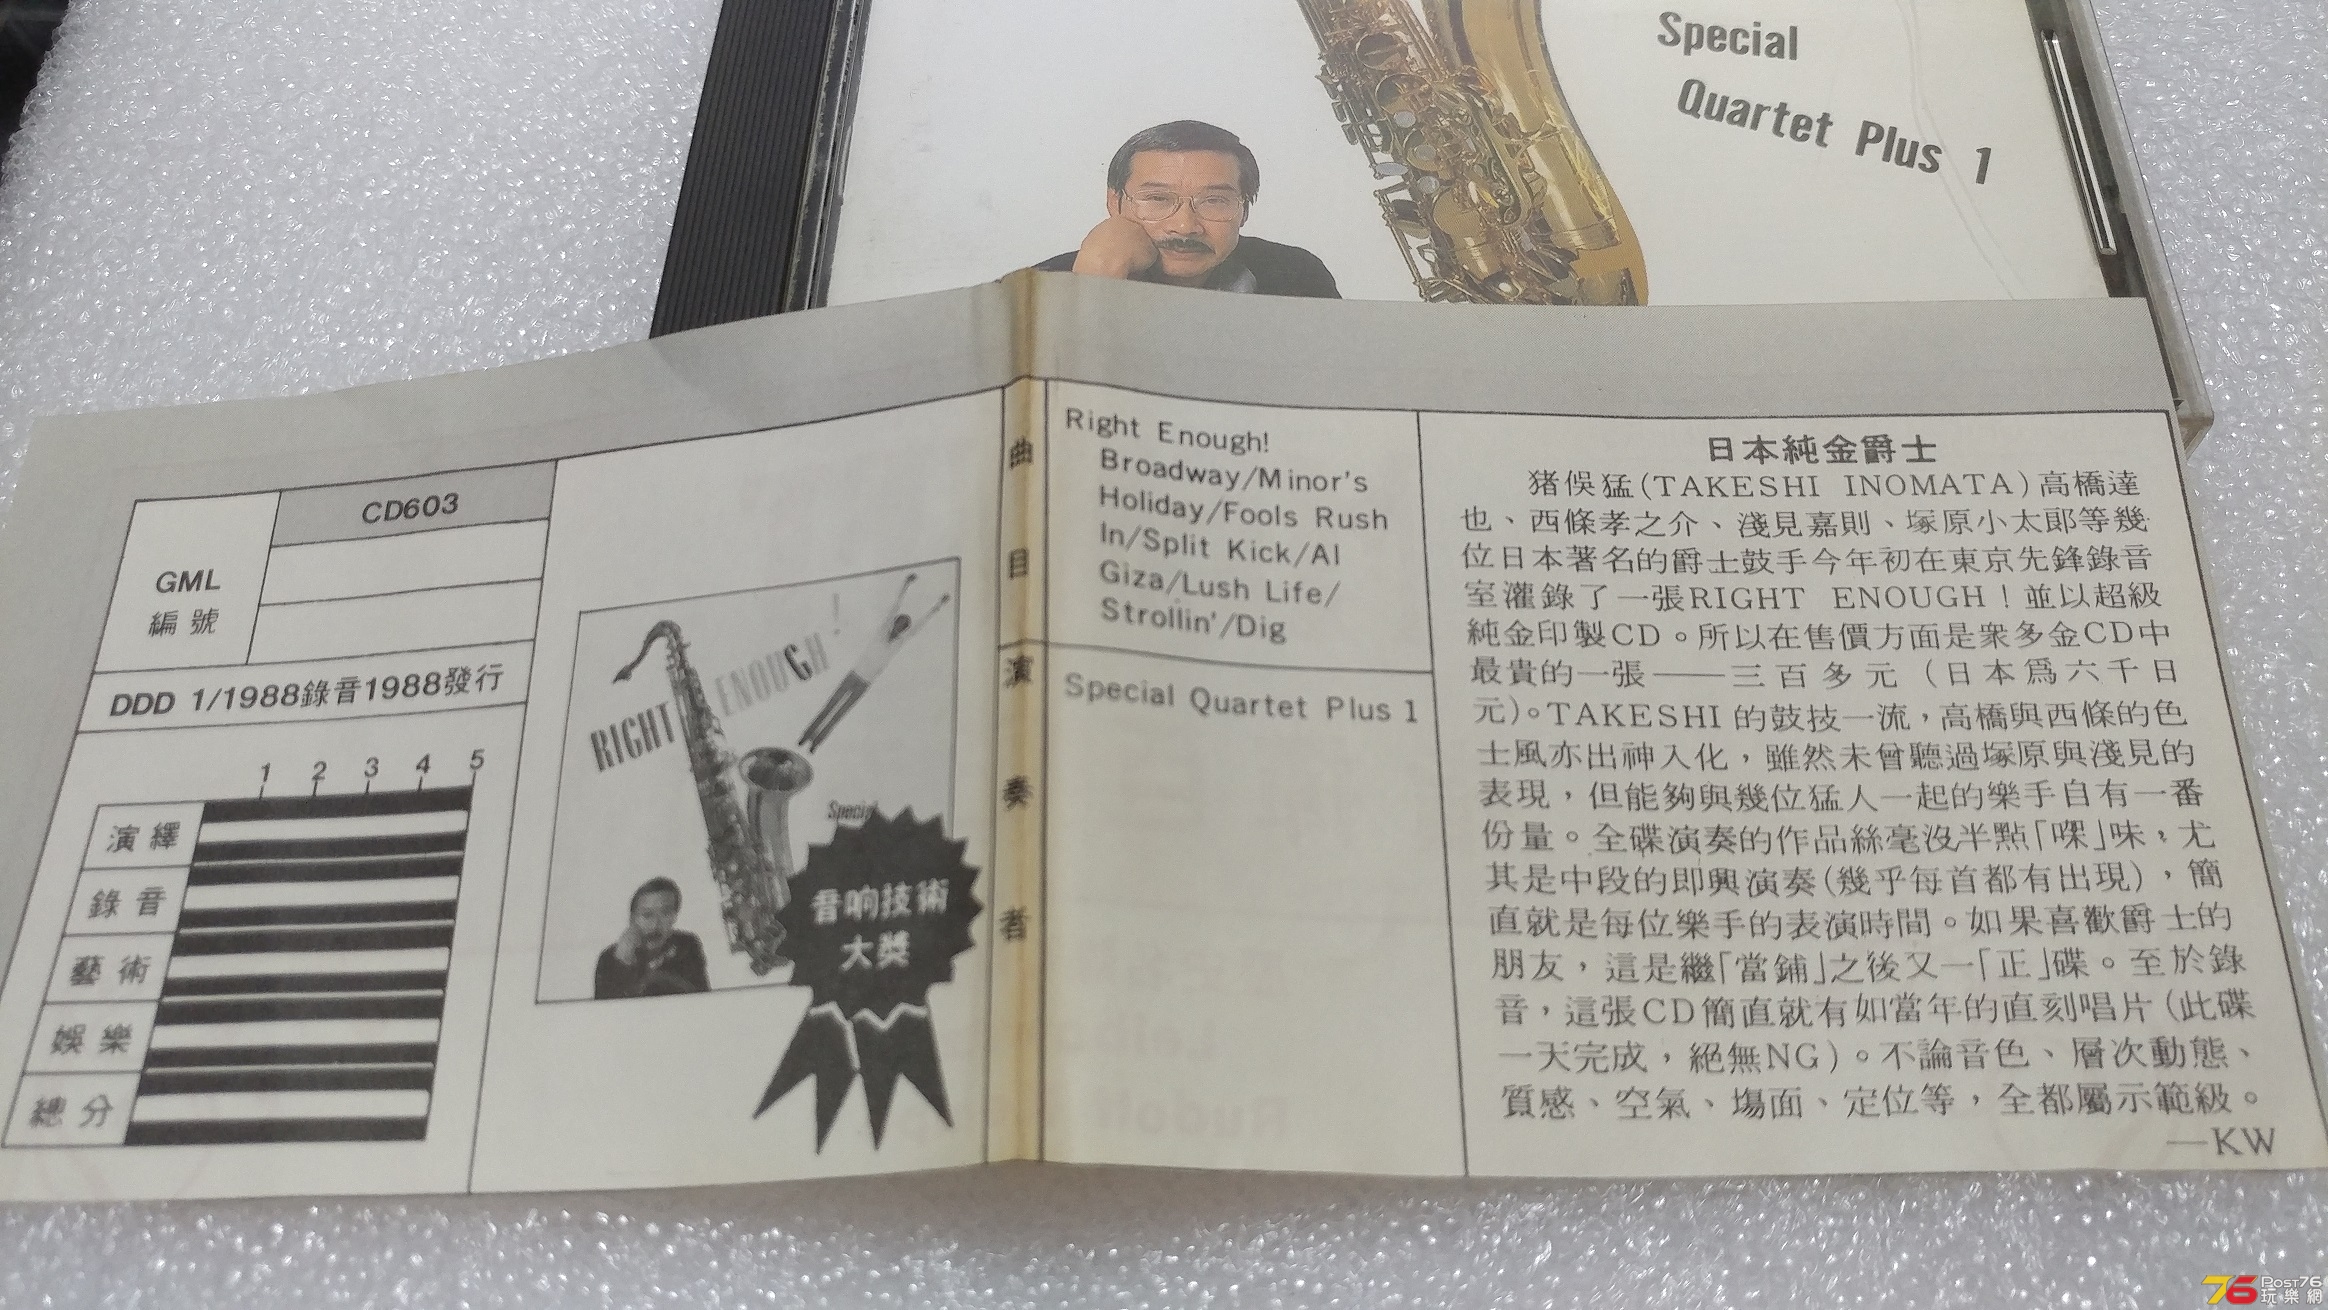 Special
Quartet Plus 1
GML
編號
CD603
DDD 1/1988錄音1988發行
1 2 3 4 5
演繹
錄音
藝術
娛樂
總分
RIGHT ENOUGH!
Special
音响技術
大獎
曲目
演奏者
Right Enough!
Broadway/Minor's
Holiday/Fools Rush
In/Split Kick/Al
Giza/Lush Life/
Strollin'/Dig
Special Quartet Plus 1
日本純金爵士
猪俁猛(TAKESHI INOMATA)高橋達
也、西條孝之介、淺見嘉則、塚原小太郞等幾
位日本著名的爵士鼓手今年初在東京先鋒錄音
室灌錄了一張RIGHT ENOUGH!並以超級
純金印製CD。所以在售價方面是衆多金CD中
最貴的一張——三百多元(日本爲六千日
元)。TAKESHI的鼓技一流,高橋與西條的色
士風亦出神入化,雖然未曾聽過塚原與淺見的
表現,但能夠與幾位猛人一起的樂手自有一番
份量。全碟演奏的作品絲毫沒半點「㗎」味,尤
其是中段的即興演奏(幾乎每首都有出現),簡
直就是每位樂手的表演時間。如果喜歡爵士的
朋友,這是繼「當鋪」之後又一「正」碟。至於錄
音,這張CD簡直就有如當年的直刻唱片(此碟
一天完成,絕無NG)。不論音色、層次動態、
質感、空氣、塲面、定位等,全都屬示範級。
—KW
76 Post76
玩樂網